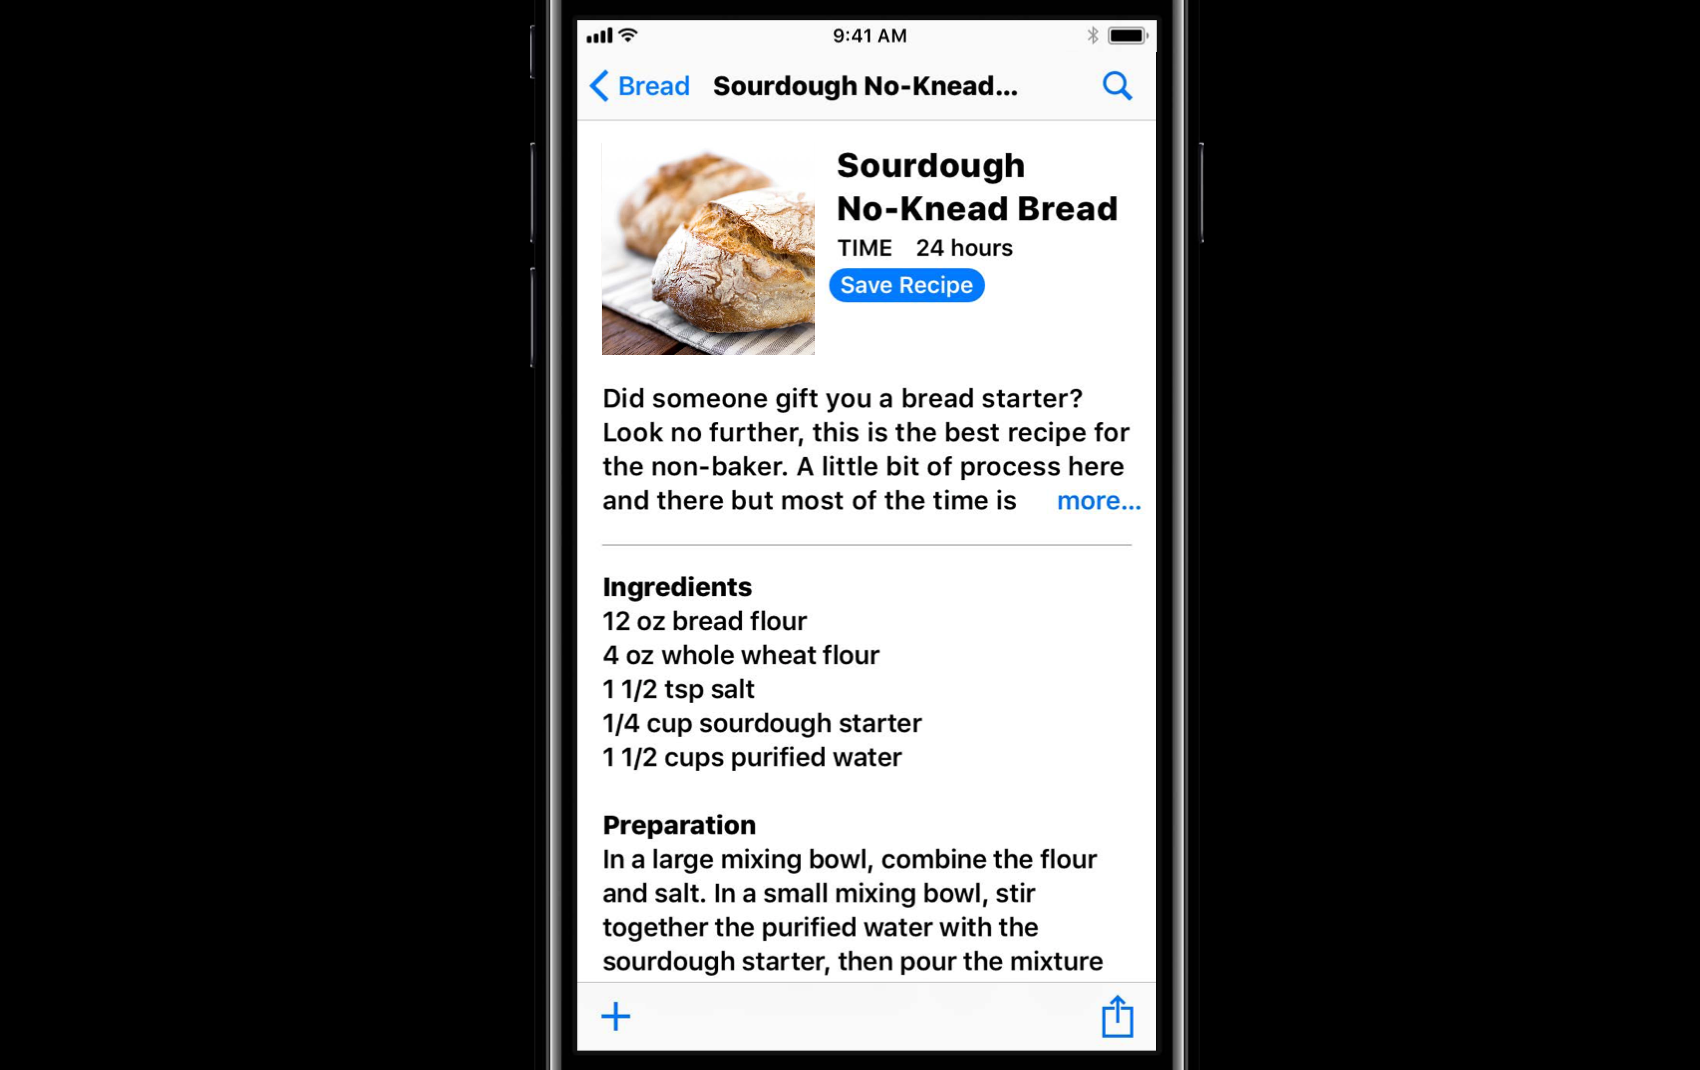 9:41 AM
Bread Sourdough No-Knead...
Sourdough
No-Knead Bread
TIME 24 hours
Save Recipe
Did someone gift you a bread starter?
Look no further, this is the best recipe for
the non-baker. A little bit of process here
and there but most of the time is more...
Ingredients
12 oz bread flour
4 oz whole wheat flour
1 1/2 tsp salt
1/4 cup sourdough starter
1 1/2 cups purified water
Preparation
In a large mixing bowl, combine the flour
and salt. In a small mixing bowl, stir
together the purified water with the
sourdough starter, then pour the mixture